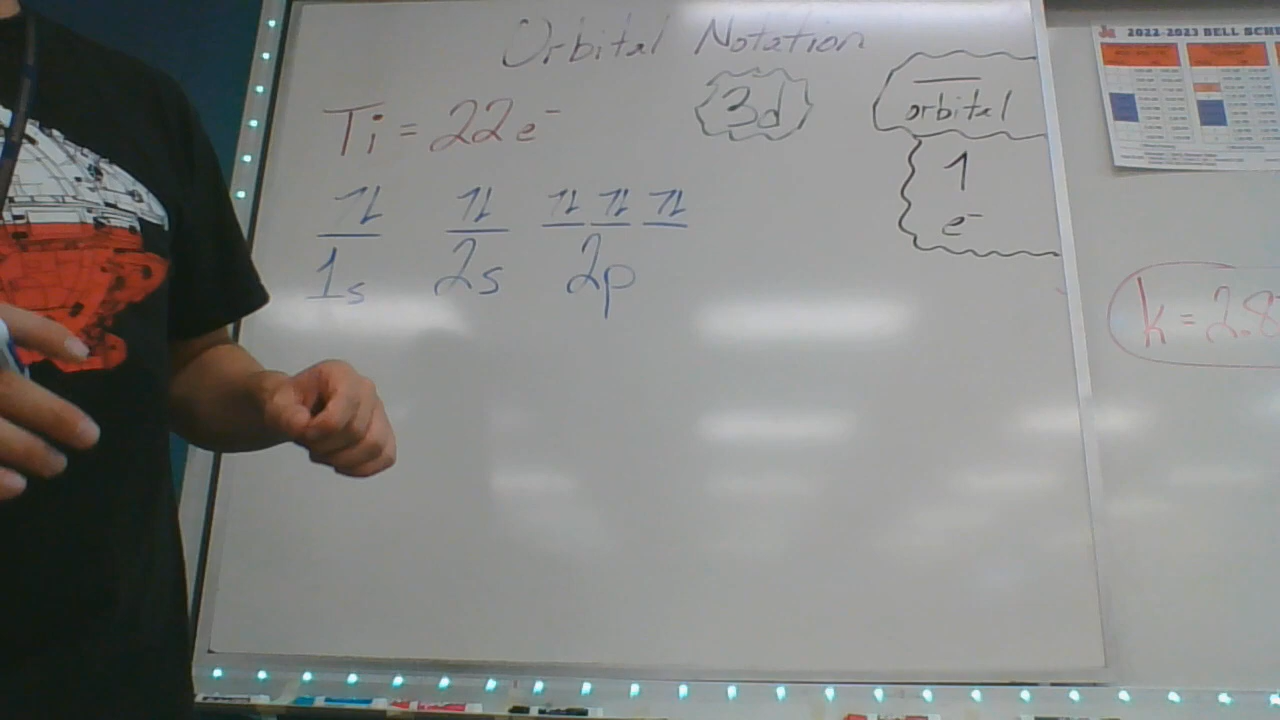 Orbital Notation
Ti = 22e⁻
3d
orbital
1
e⁻
1s 2s 2p
2022-2023 BELL SCH
k = 2.8